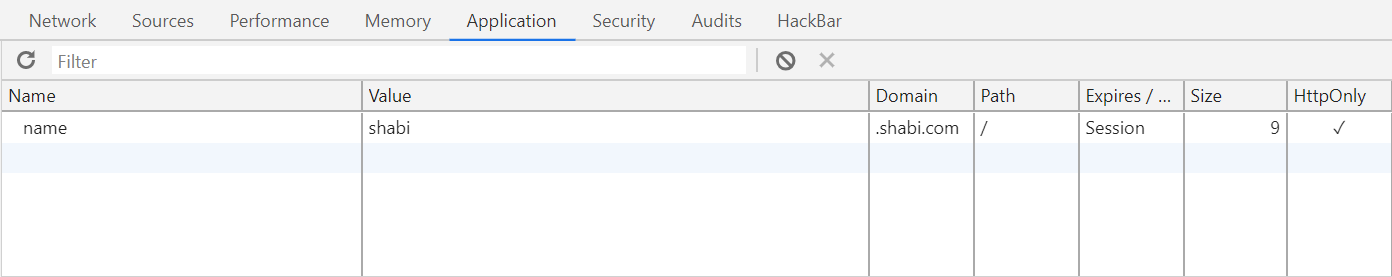 Network Sources Performance Memory Application Security Audits HackBar
Filter
Name Value Domain Path Expires / ... Size HttpOnly
name shabi .shabi.com / Session 9 ✓